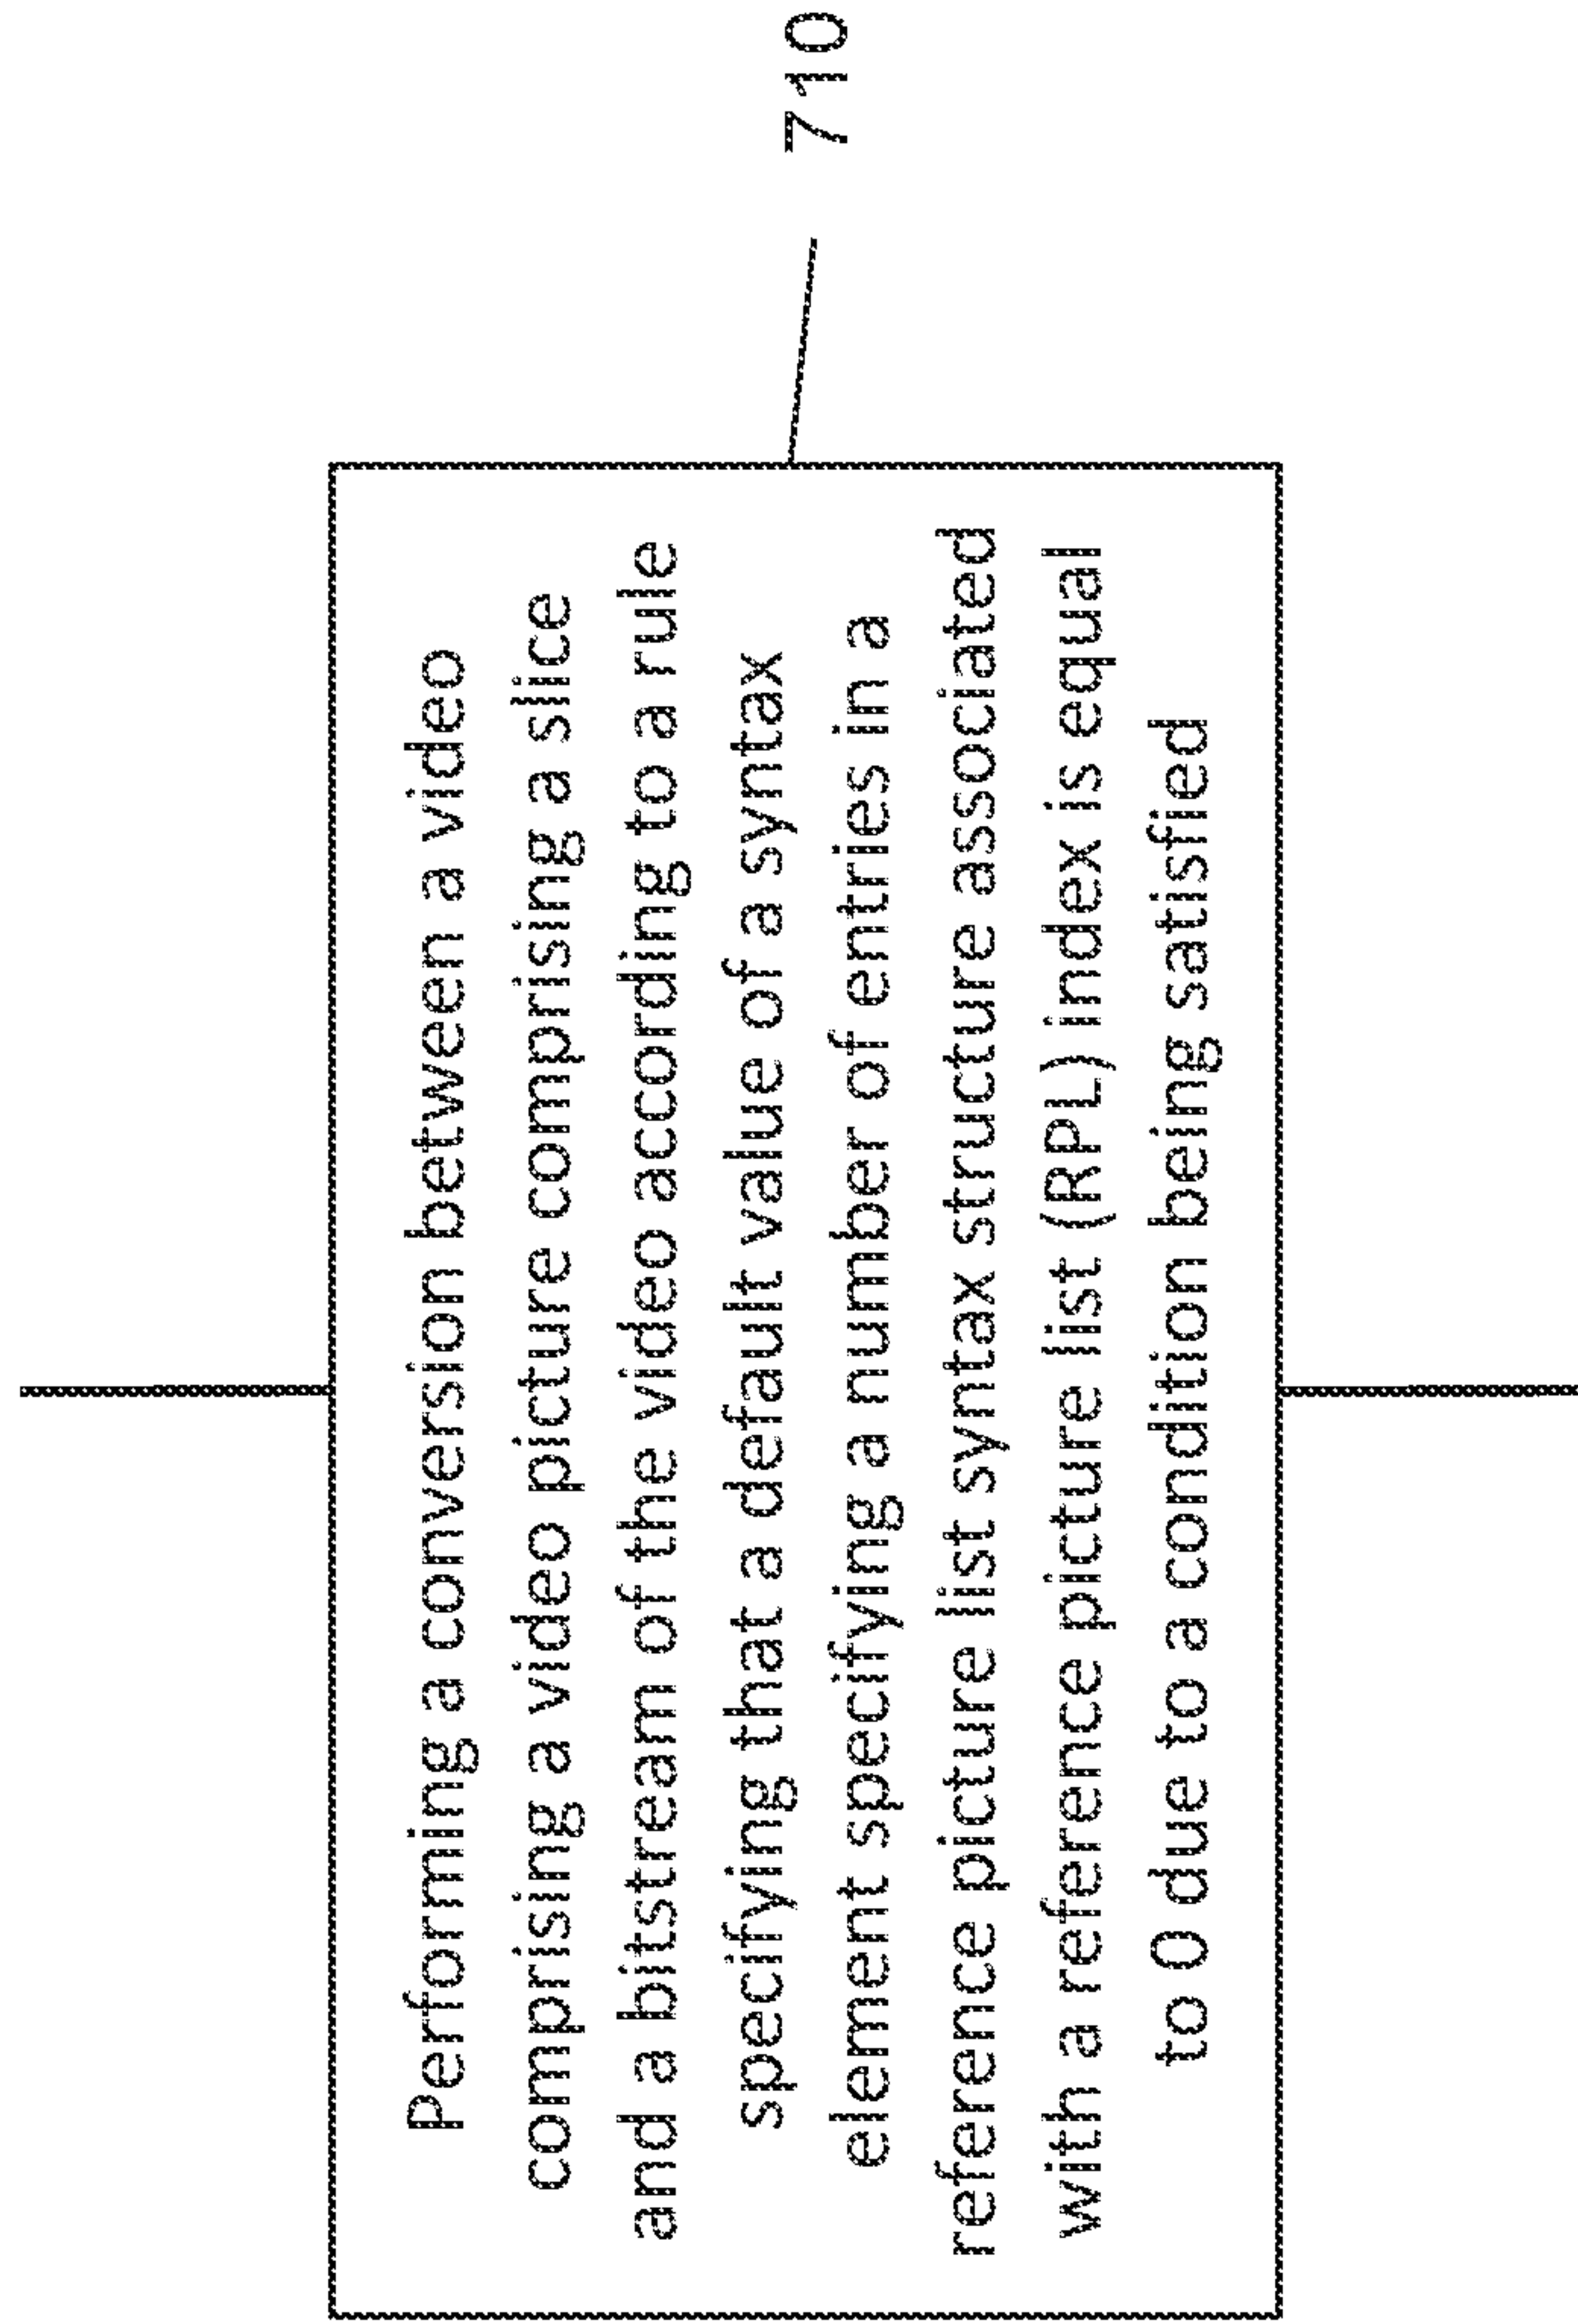 Performing a conversion between a video
comprising a video picture comprising a slice
and a bitstream of the video according to a rule
specifying that a default value of a syntax
element specifying a number of entries in a
reference picture list syntax structure associated
with a reference picture list (RPL) index is equal
to 0 due to a condition being satisfied
710